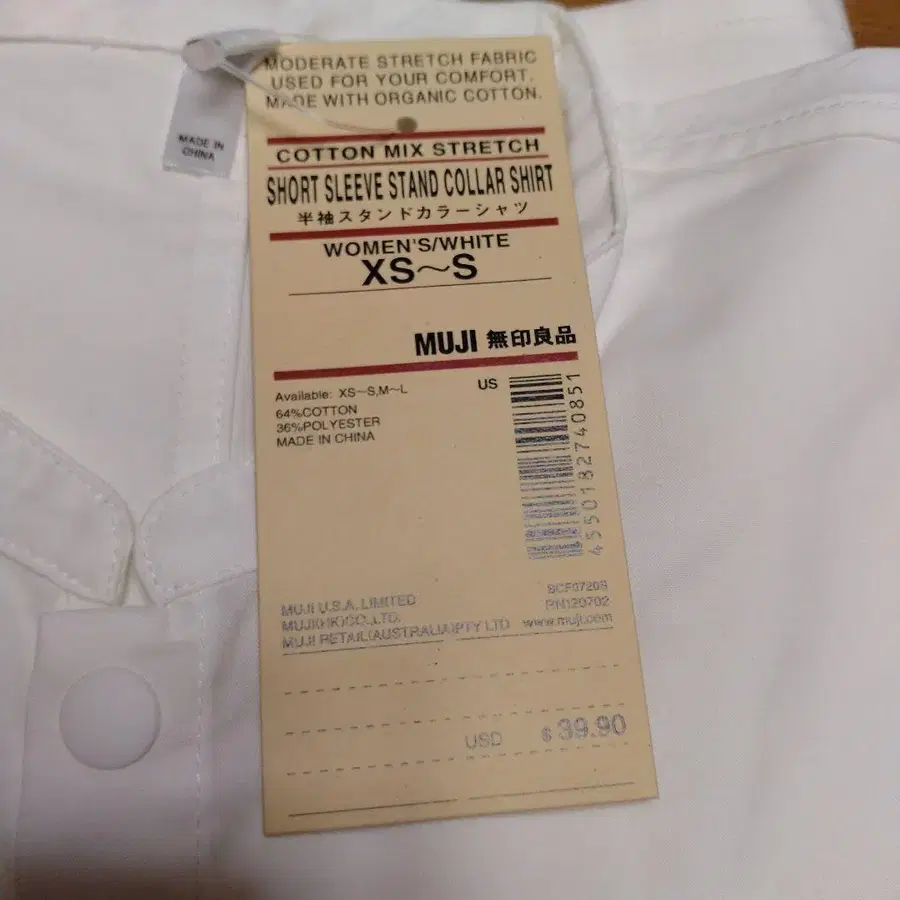 MADE IN
CHINA
MODERATE STRETCH FABRIC
USED FOR YOUR COMFORT.
MADE WITH ORGANIC COTTON.
COTTON MIX STRETCH
SHORT SLEEVE STAND COLLAR SHIRT
半袖スタンドカラーシャツ
WOMEN'S/WHITE
XS〜S
MUJI 無印良品
Available: XS〜S,M〜L
64%COTTON
36%POLYESTER
MADE IN CHINA
US
4550182740851
MUJI U.S.A. LIMITED
MUJI(HK)CO.,LTD.
MUJI RETAIL(AUSTRALIA)PTY LTD
BCF0720S
RN120702
www.muji.com
USD $ 39.90